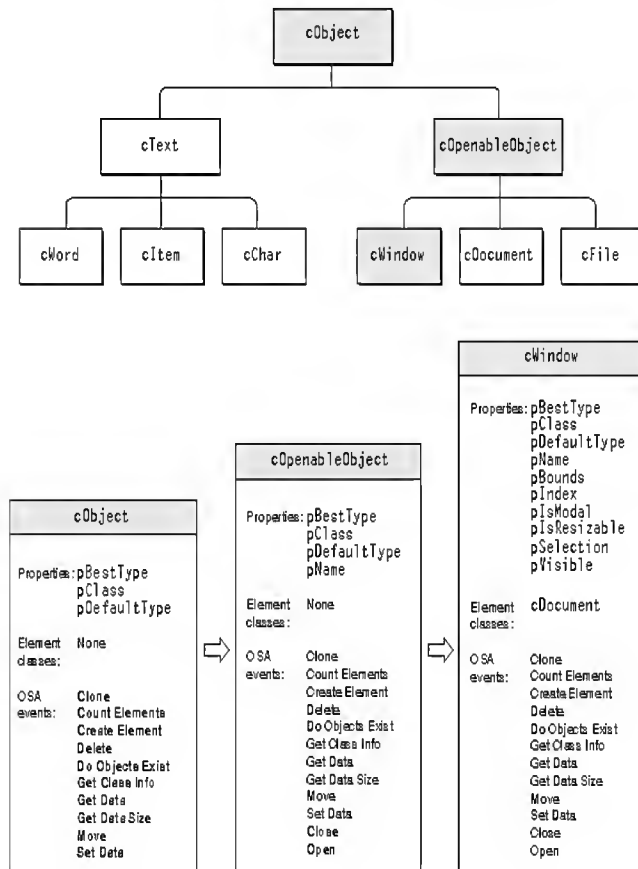 cObject
cText
cOpenableObject
cWord
cItem
cChar
cWindow
cDocument
cFile
cObject
Properties: pBestType
pClass
pDefaultType
Element classes: None
OSA events: Clone
Count Elements
Create Element
Delete
Do Objects Exist
Get Class Info
Get Data
Get Data Size
Move
Set Data
cOpenableObject
Properties: pBestType
pClass
pDefaultType
pName
Element classes: None
OSA events: Clone
Count Elements
Create Element
Delete
Do Objects Exist
Get Class Info
Get Data
Get Data Size
Move
Set Data
Close
Open
cWindow
Properties: pBestType
pClass
pDefaultType
pName
pBounds
pIndex
pIsModal
pIsResizable
pSelection
pVisible
Element classes: cDocument
OSA events: Clone
Count Elements
Create Element
Delete
Do Objects Exist
Get Class Info
Get Data
Get Data Size
Move
Set Data
Close
Open